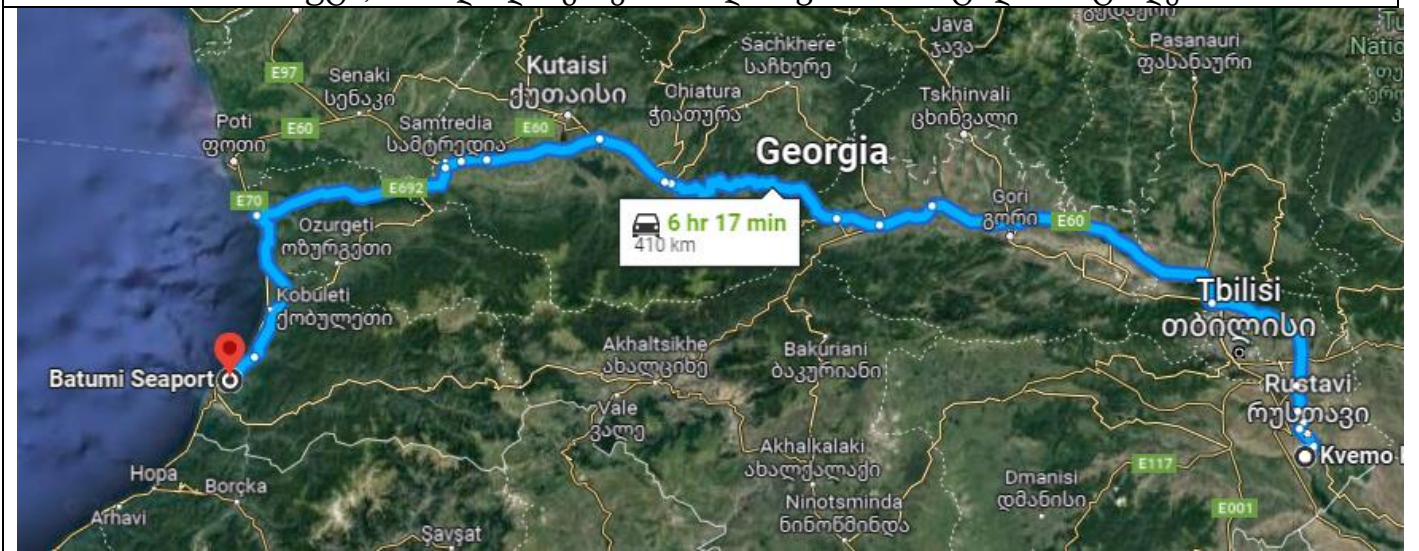 Java
ჯავა
Pasanauri
ფასანაური
Natio
Sachkhere
საჩხერე
E97
Senaki
სენაკი
Kutaisi
ქუთაისი
Chiatura
ჭიათურა
Tskhinvali
ცხინვალი
Poti
ფოთი
E60
Samtredia
სამტრედია
E60
Georgia
E692
E70
Ozurgeti
ოზურგეთი
6 hr 17 min
410 km
Gori
გორი
E60
Kobuleti
ქობულეთი
Tbilisi
თბილისი
Akhaltsikhe
ახალციხე
Bakuriani
ბაკურიანი
Batumi Seaport
Rustavi
რუსთავი
Vale
ვალე
Akhalkalaki
ახალქალაქი
Kvemo
E117
Hopa
Borçka
Dmanisi
დმანისი
Ninotsminda
ნინოწმინდა
E001
Arhavi
Şavşat